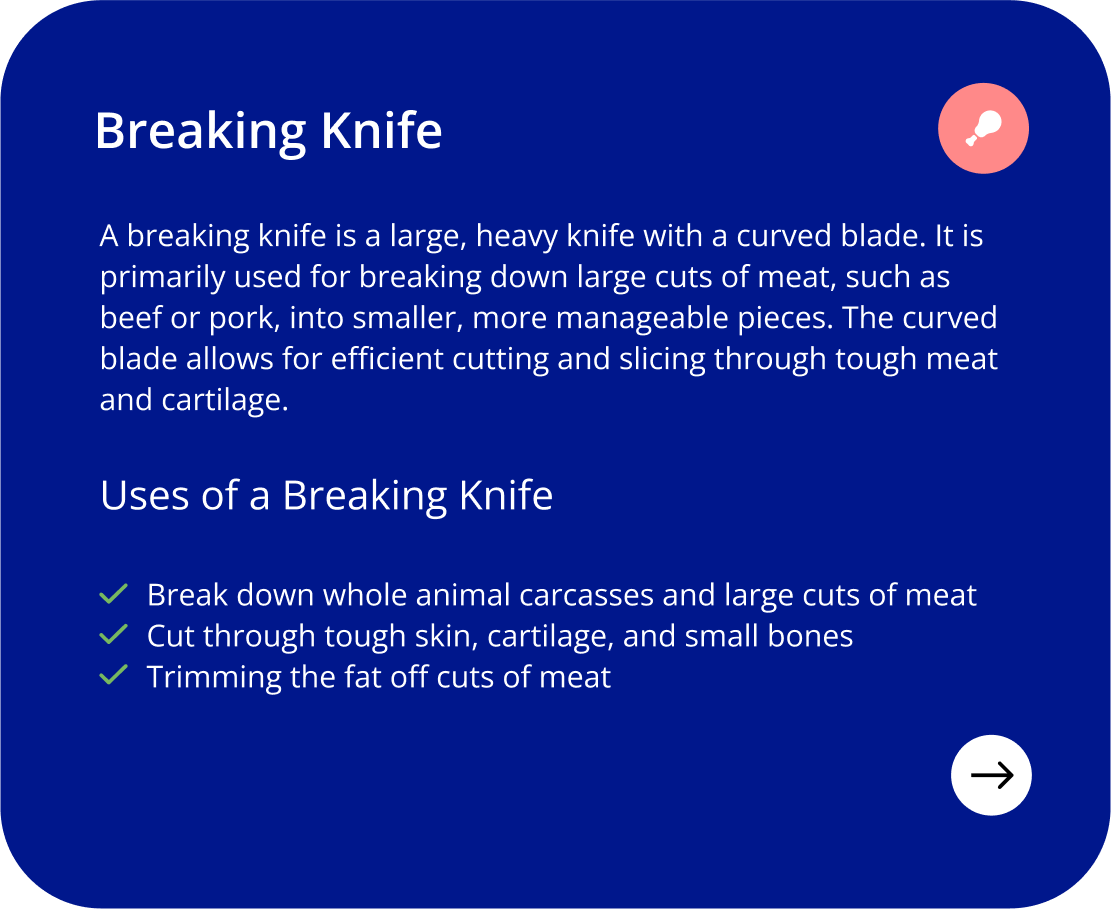 Breaking Knife
A breaking knife is a large, heavy knife with a curved blade. It is
primarily used for breaking down large cuts of meat, such as
beef or pork, into smaller, more manageable pieces. The curved
blade allows for efficient cutting and slicing through tough meat
and cartilage.
Uses of a Breaking Knife
Break down whole animal carcasses and large cuts of meat
Cut through tough skin, cartilage, and small bones
Trimming the fat off cuts of meat